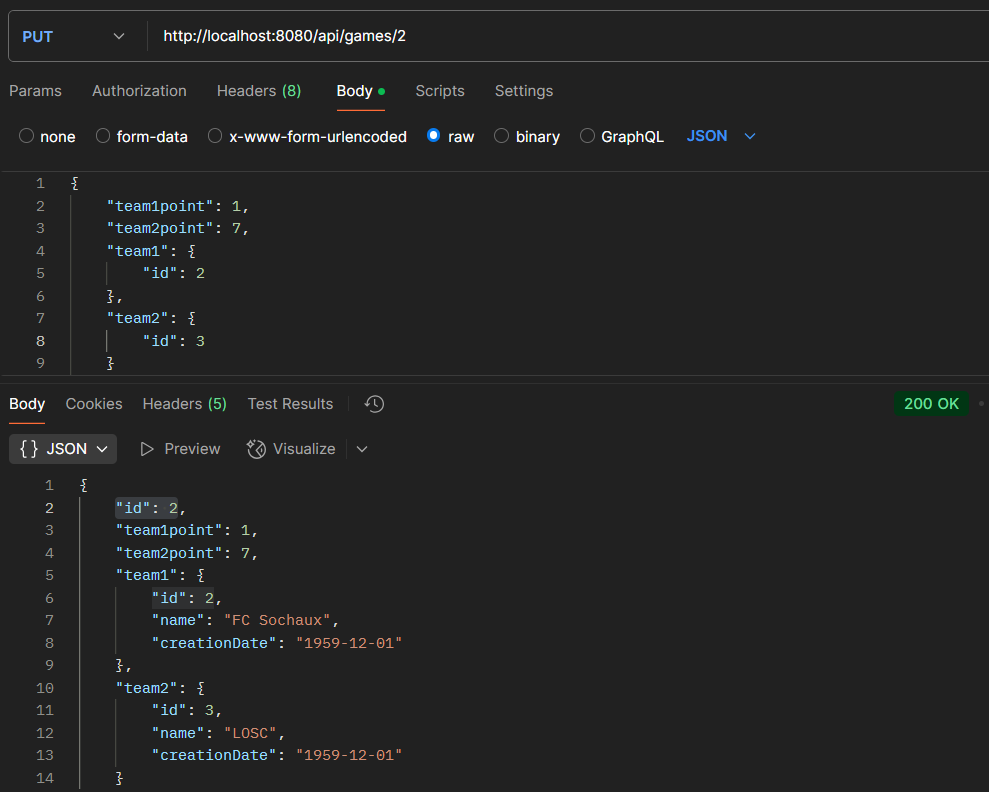 PUT http://localhost:8080/api/games/2
Params Authorization Headers (8) Body Scripts Settings
none form-data x-www-form-urlencoded raw binary GraphQL JSON
1 {
2 "team1point": 1,
3 "team2point": 7,
4 "team1": {
5 "id": 2
6 },
7 "team2": {
8 "id": 3
9 }
Body Cookies Headers (5) Test Results 200 OK
{} JSON Preview Visualize
1 {
2 "id": 2,
3 "team1point": 1,
4 "team2point": 7,
5 "team1": {
6 "id": 2,
7 "name": "FC Sochaux",
8 "creationDate": "1959-12-01"
9 },
10 "team2": {
11 "id": 3,
12 "name": "LOSC",
13 "creationDate": "1959-12-01"
14 }